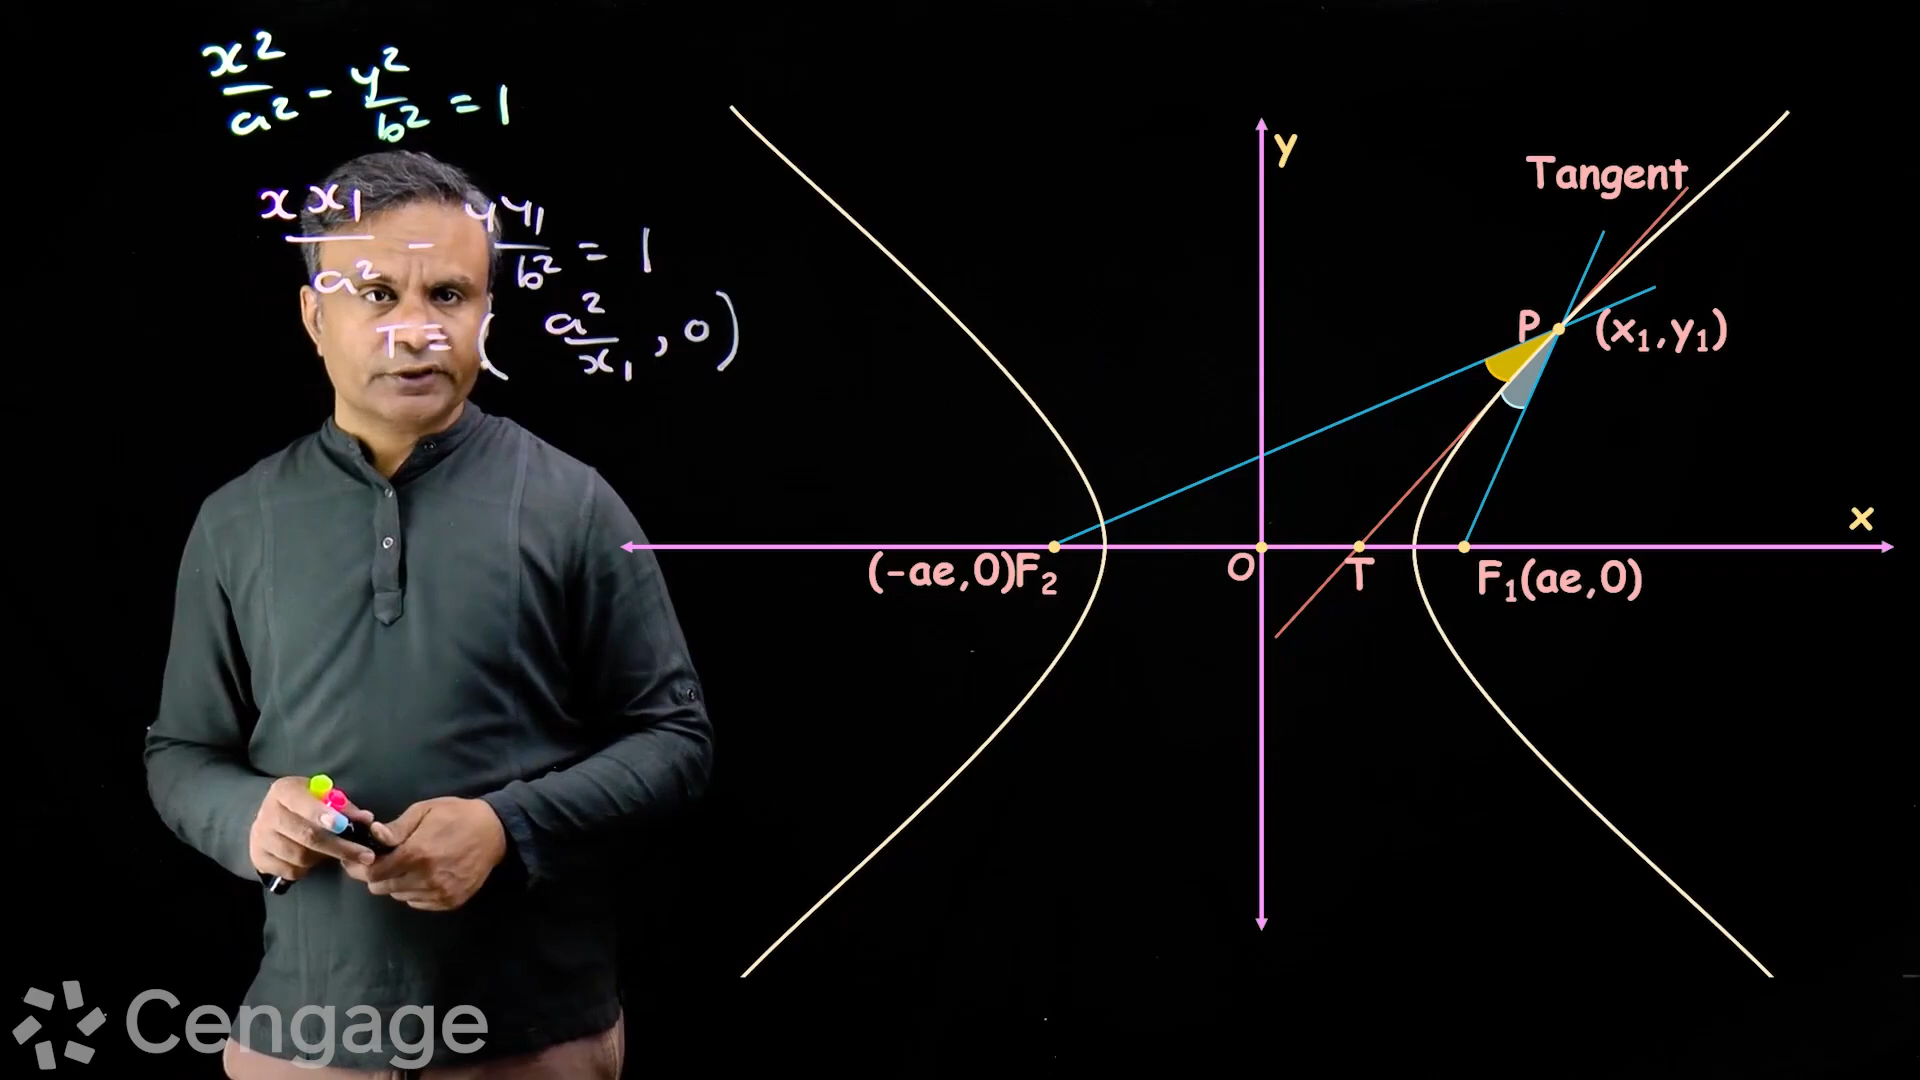 x²/a² - y²/b² = 1
xx₁/a² - yy₁/b² = 1
T ≡ (a²/x₁, 0)
y
Tangent
P (x₁,y₁)
x
(-ae,0)F₂ O T F₁(ae,0)
Cengage